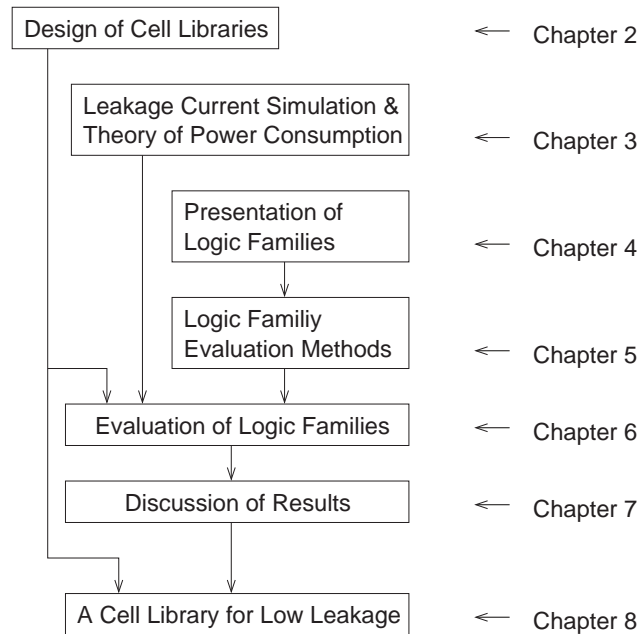 Design of Cell Libraries
Chapter 2
Leakage Current Simulation &
Theory of Power Consumption
Chapter 3
Presentation of
Logic Families
Chapter 4
Logic Familiy
Evaluation Methods
Chapter 5
Evaluation of Logic Families
Chapter 6
Discussion of Results
Chapter 7
A Cell Library for Low Leakage
Chapter 8